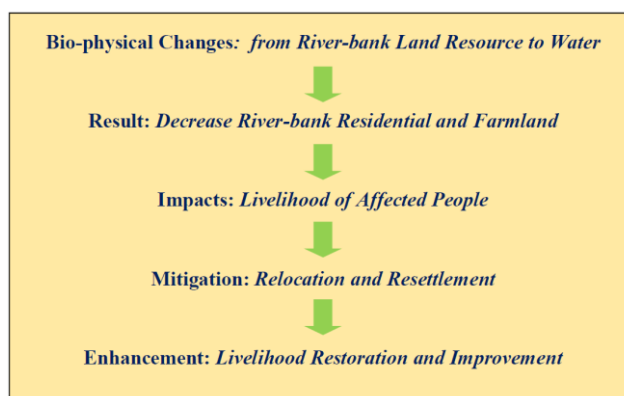 Bio-physical Changes: from River-bank Land Resource to Water
Result: Decrease River-bank Residential and Farmland
Impacts: Livelihood of Affected People
Mitigation: Relocation and Resettlement
Enhancement: Livelihood Restoration and Improvement